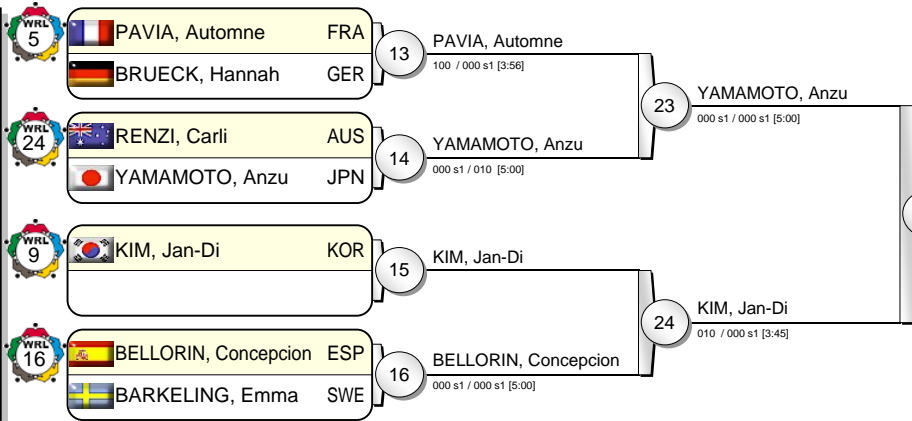 WRL 5
PAVIA, Automne FRA
BRUECK, Hannah GER
13
PAVIA, Automne
100 / 000 s1 [3:56]
WRL 24
RENZI, Carli AUS
YAMAMOTO, Anzu JPN
14
YAMAMOTO, Anzu
000 s1 / 010 [5:00]
23
YAMAMOTO, Anzu
000 s1 / 000 s1 [5:00]
WRL 9
KIM, Jan-Di KOR
15
KIM, Jan-Di
WRL 16
BELLORIN, Concepcion ESP
BARKELING, Emma SWE
16
BELLORIN, Concepcion
000 s1 / 000 s1 [5:00]
24
KIM, Jan-Di
010 / 000 s1 [3:45]